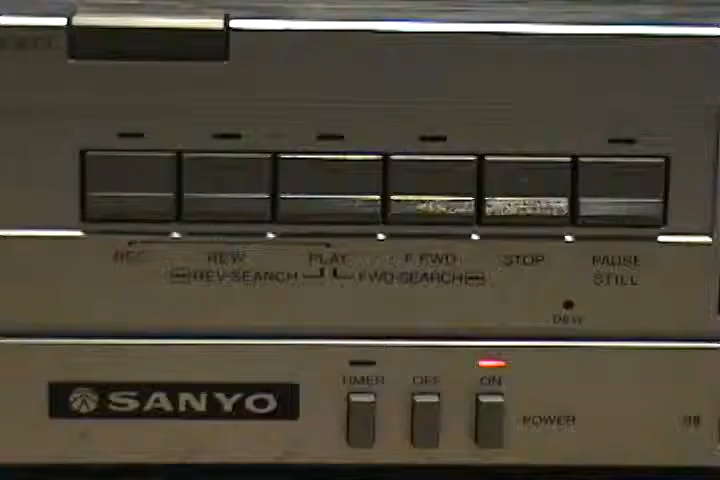 REC REW PLAY F.FWD STOP PAUSE
REV-SEARCH FWD-SEARCH STILL
DEW
TIMER OFF ON
SANYO
POWER